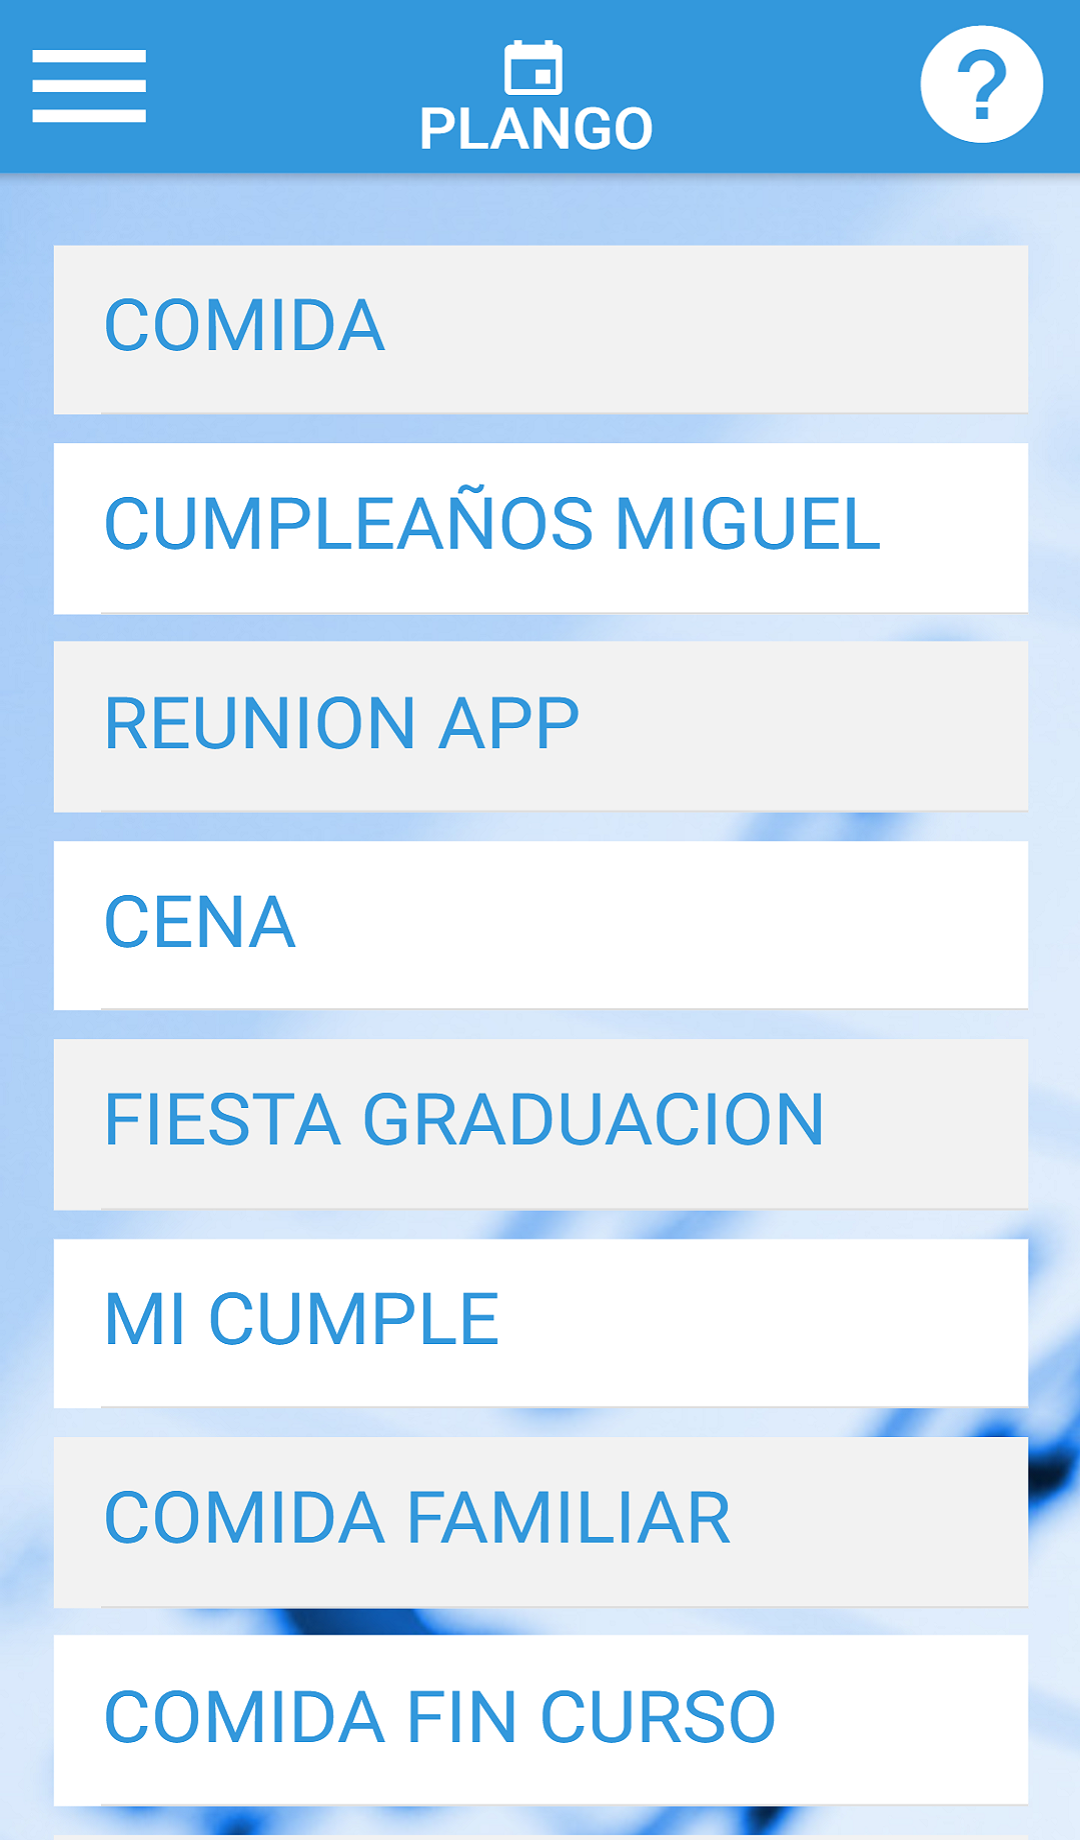 PLANGO
?
COMIDA
CUMPLEAÑOS MIGUEL
REUNION APP
CENA
FIESTA GRADUACION
MI CUMPLE
COMIDA FAMILIAR
COMIDA FIN CURSO